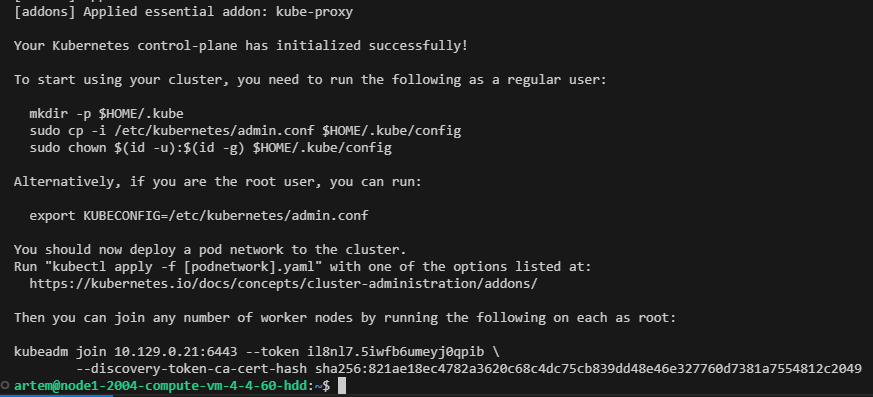 [addons] Applied essential addon: kube-proxy
Your Kubernetes control-plane has initialized successfully!
To start using your cluster, you need to run the following as a regular user:
mkdir -p $HOME/.kube
sudo cp -i /etc/kubernetes/admin.conf $HOME/.kube/config
sudo chown $(id -u):$(id -g) $HOME/.kube/config
Alternatively, if you are the root user, you can run:
export KUBECONFIG=/etc/kubernetes/admin.conf
You should now deploy a pod network to the cluster.
Run "kubectl apply -f [podnetwork].yaml" with one of the options listed at:
https://kubernetes.io/docs/concepts/cluster-administration/addons/
Then you can join any number of worker nodes by running the following on each as root:
kubeadm join 10.129.0.21:6443 --token il8nl7.5iwfb6umeyj0qpib \
--discovery-token-ca-cert-hash sha256:821ae18ec4782a3620c68c4dc75cb839dd48e46e327760d7381a7554812c2049
artem@node1-2004-compute-vm-4-4-60-hdd:~$